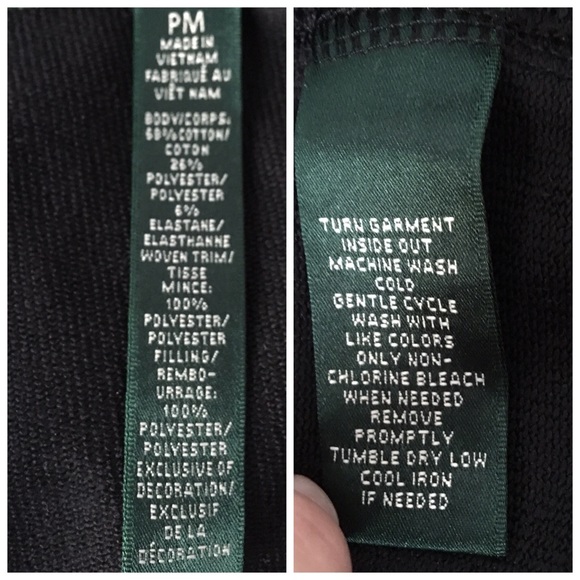 PM
MADE IN
VIETNAM
FABRIQUÉ AU
VIÊT NAM
BODY/CORPS:
68% COTTON/
COTON
26%
POLYESTER/
POLYESTER
6%
ELASTANE/
ELASTHANNE
WOVEN TRIM/
TISSE
MINCE:
100%
POLYESTER/
POLYESTER
FILLING/
REMBO-
URRAGE:
100%
POLYESTER/
POLYESTER
EXCLUSIVE OF
DECORATION/
EXCLUSIF
DE LA
DÉCORATION
TURN GARMENT
INSIDE OUT
MACHINE WASH
COLD
GENTLE CYCLE
WASH WITH
LIKE COLORS
ONLY NON-
CHLORINE BLEACH
WHEN NEEDED
REMOVE
PROMPTLY
TUMBLE DRY LOW
COOL IRON
IF NEEDED